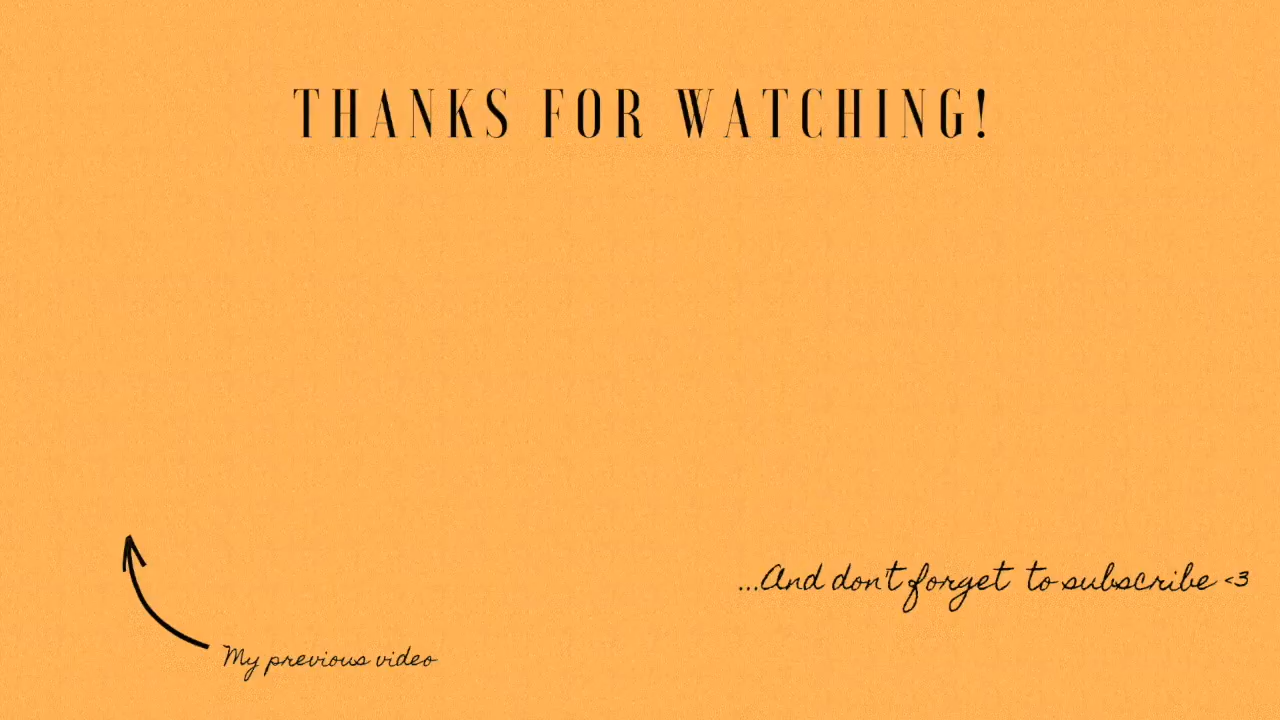 THANKS FOR WATCHING!
...And don't forget to subscribe <3
My previous video